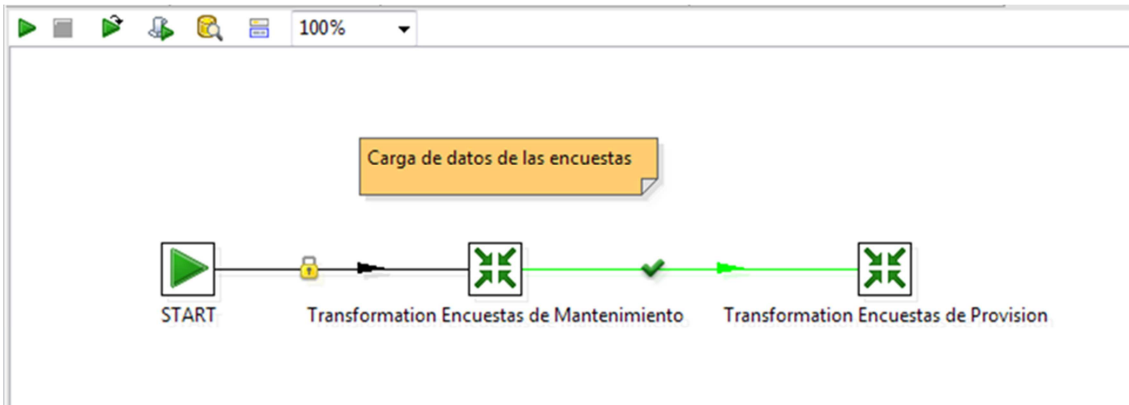 100%
Carga de datos de las encuestas
START
Transformation Encuestas de Mantenimiento
Transformation Encuestas de Provision